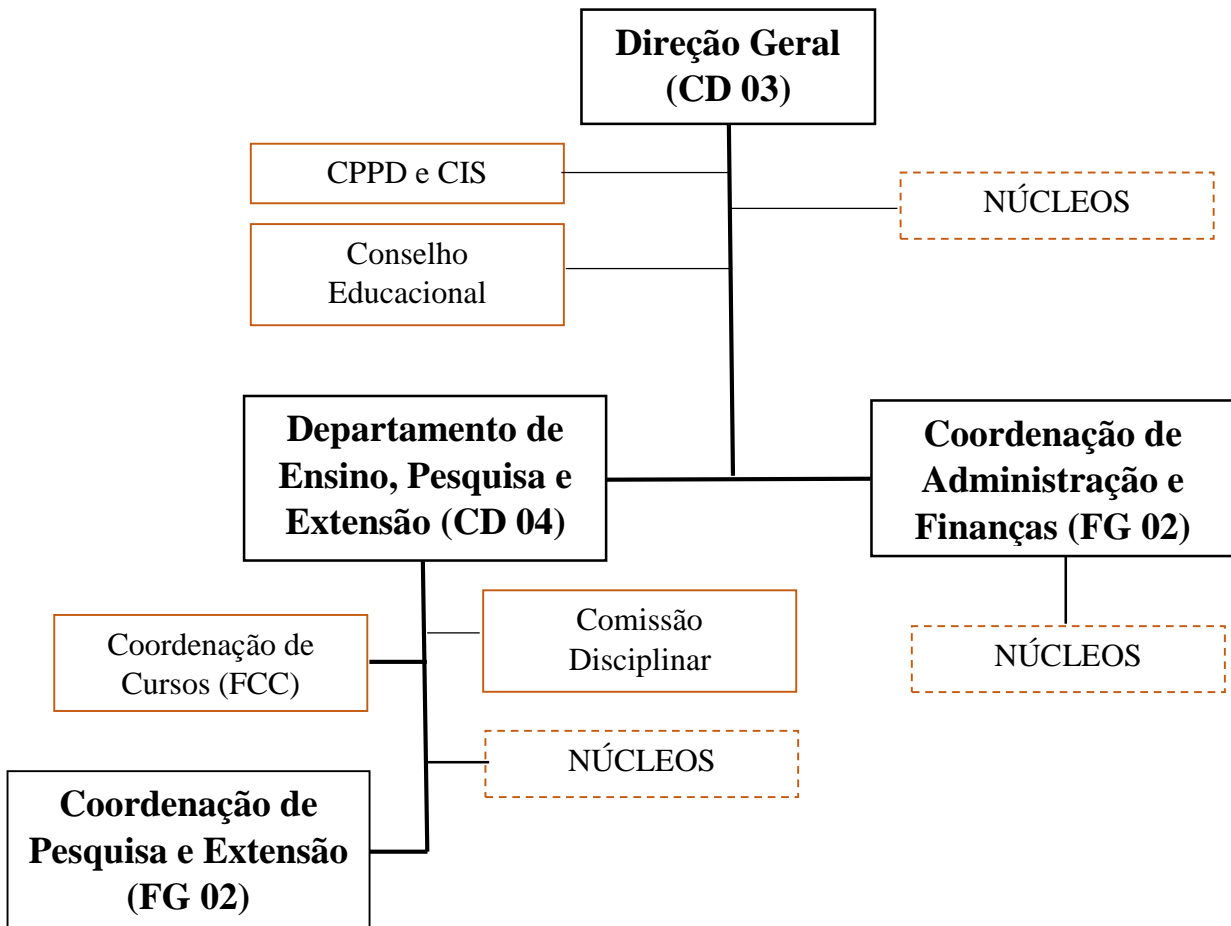 Direção Geral
(CD 03)
CPPD e CIS
NÚCLEOS
Conselho
Educacional
Departamento de
Ensino, Pesquisa e
Extensão (CD 04)
Coordenação de
Administração e
Finanças (FG 02)
Coordenação de
Cursos (FCC)
Comissão
Disciplinar
NÚCLEOS
NÚCLEOS
Coordenação de
Pesquisa e Extensão
(FG 02)